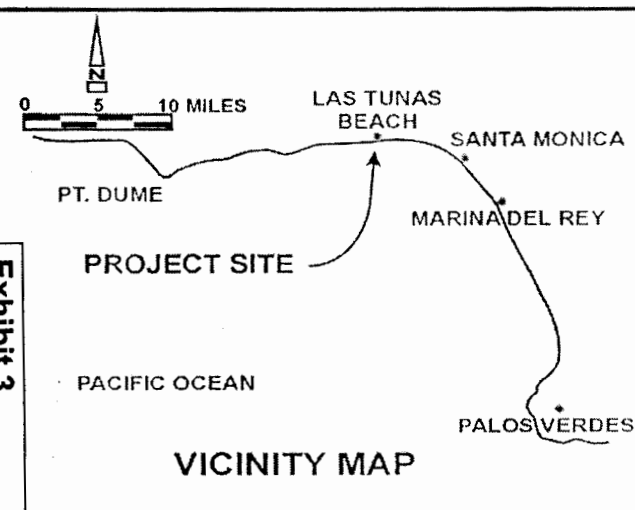 N
0 5 10 MILES
LAS TUNAS
BEACH
SANTA MONICA
PT. DUME
MARINA DEL REY
PROJECT SITE
Exhibit 3
PACIFIC OCEAN
PALOS VERDES
VICINITY MAP